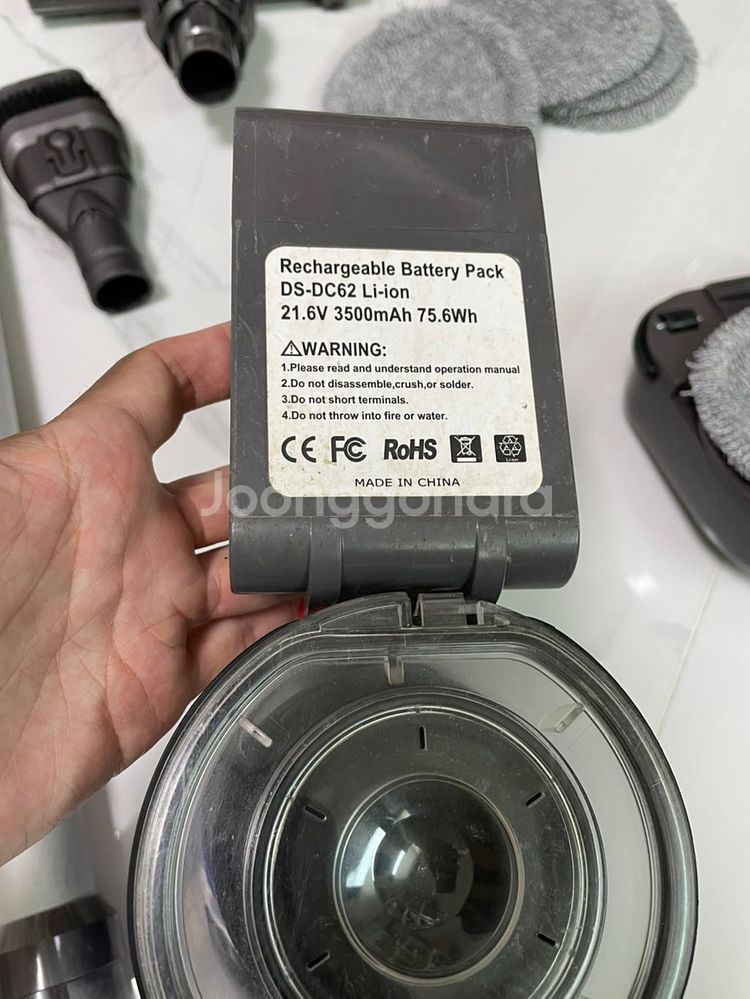 Rechargeable Battery Pack
DS-DC62 Li-ion
21.6V 3500mAh 75.6Wh
⚠WARNING:
1.Please read and understand operation manual
2.Do not disassemble,crush,or solder.
3.Do not short terminals.
4.Do not throw into fire or water.
CE FC RoHS Li-ion
MADE IN CHINA
Joonggonara